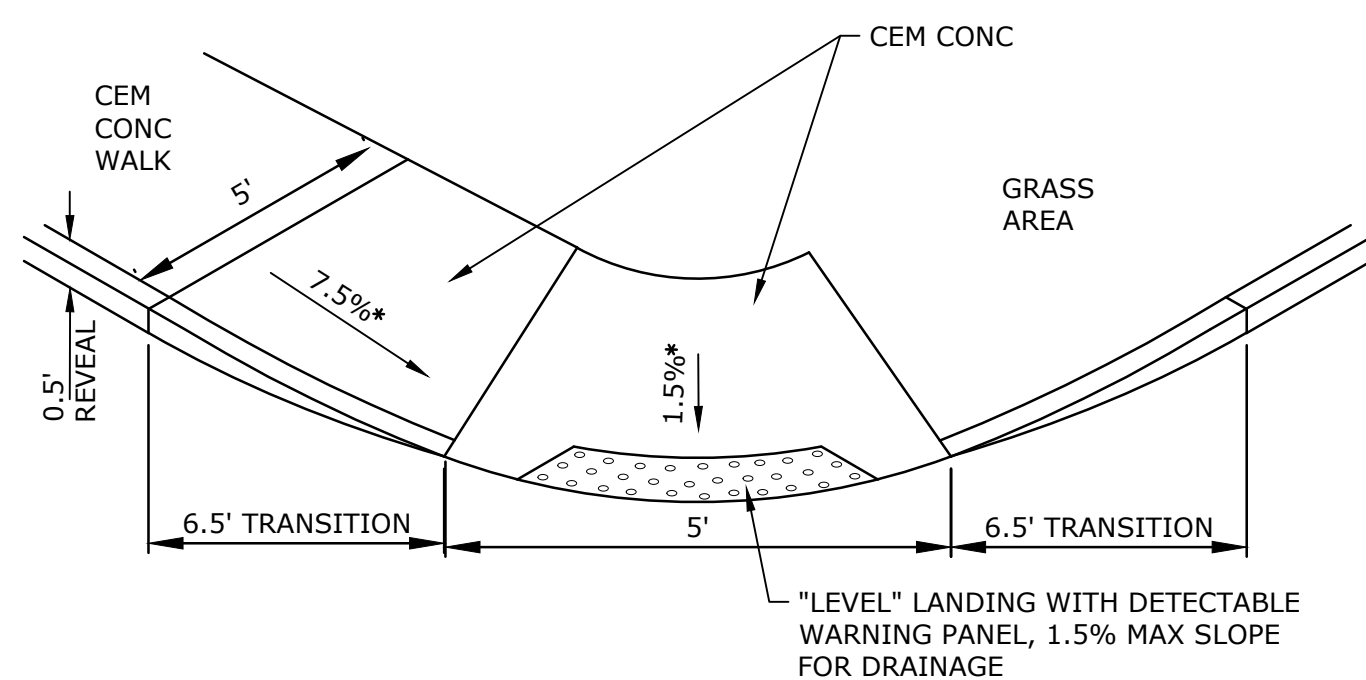 CEM CONC
CEM
CONC
WALK
5'
GRASS
AREA
7.5%*
0.5'
REVEAL
1.5%*
6.5' TRANSITION
5'
6.5' TRANSITION
"LEVEL" LANDING WITH DETECTABLE
WARNING PANEL, 1.5% MAX SLOPE
FOR DRAINAGE